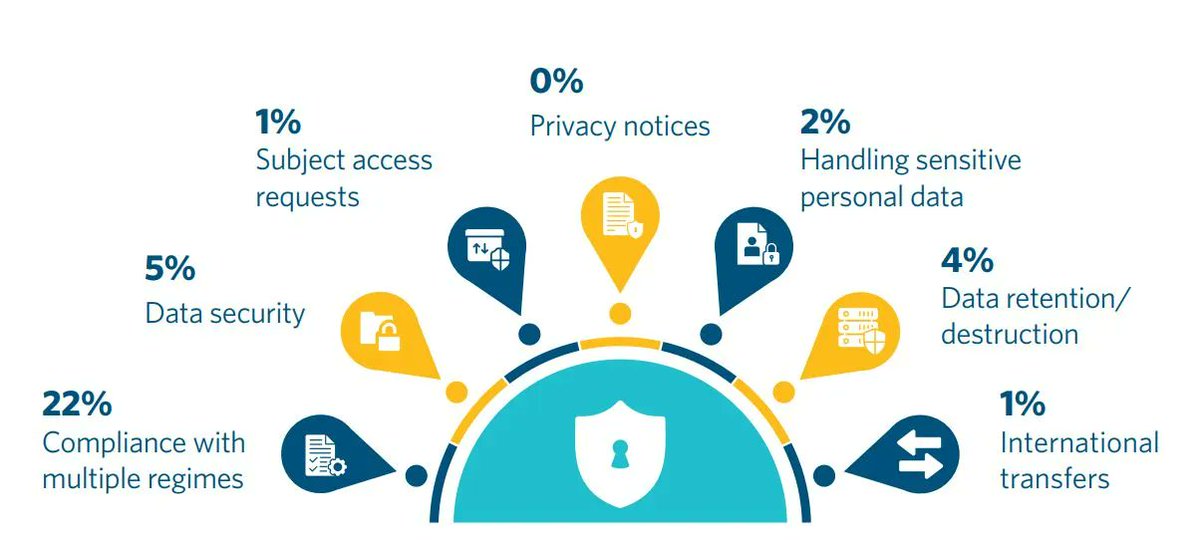 0%
Privacy notices
1%
Subject access
requests
2%
Handling sensitive
personal data
5%
Data security
4%
Data retention/
destruction
22%
Compliance with
multiple regimes
1%
International
transfers